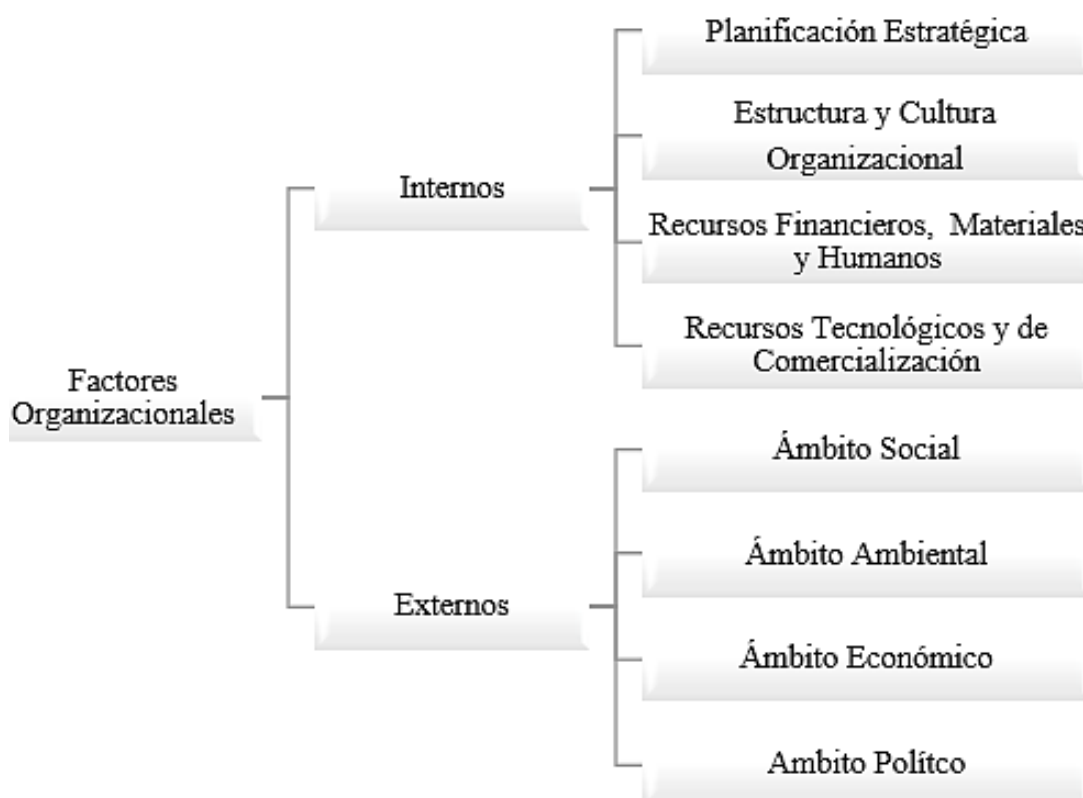 Factores
Organizacionales
Internos
Planificación Estratégica
Estructura y Cultura
Organizacional
Recursos Financieros, Materiales
y Humanos
Recursos Tecnológicos y de
Comercialización
Externos
Ámbito Social
Ámbito Ambiental
Ámbito Económico
Ambito Polítco